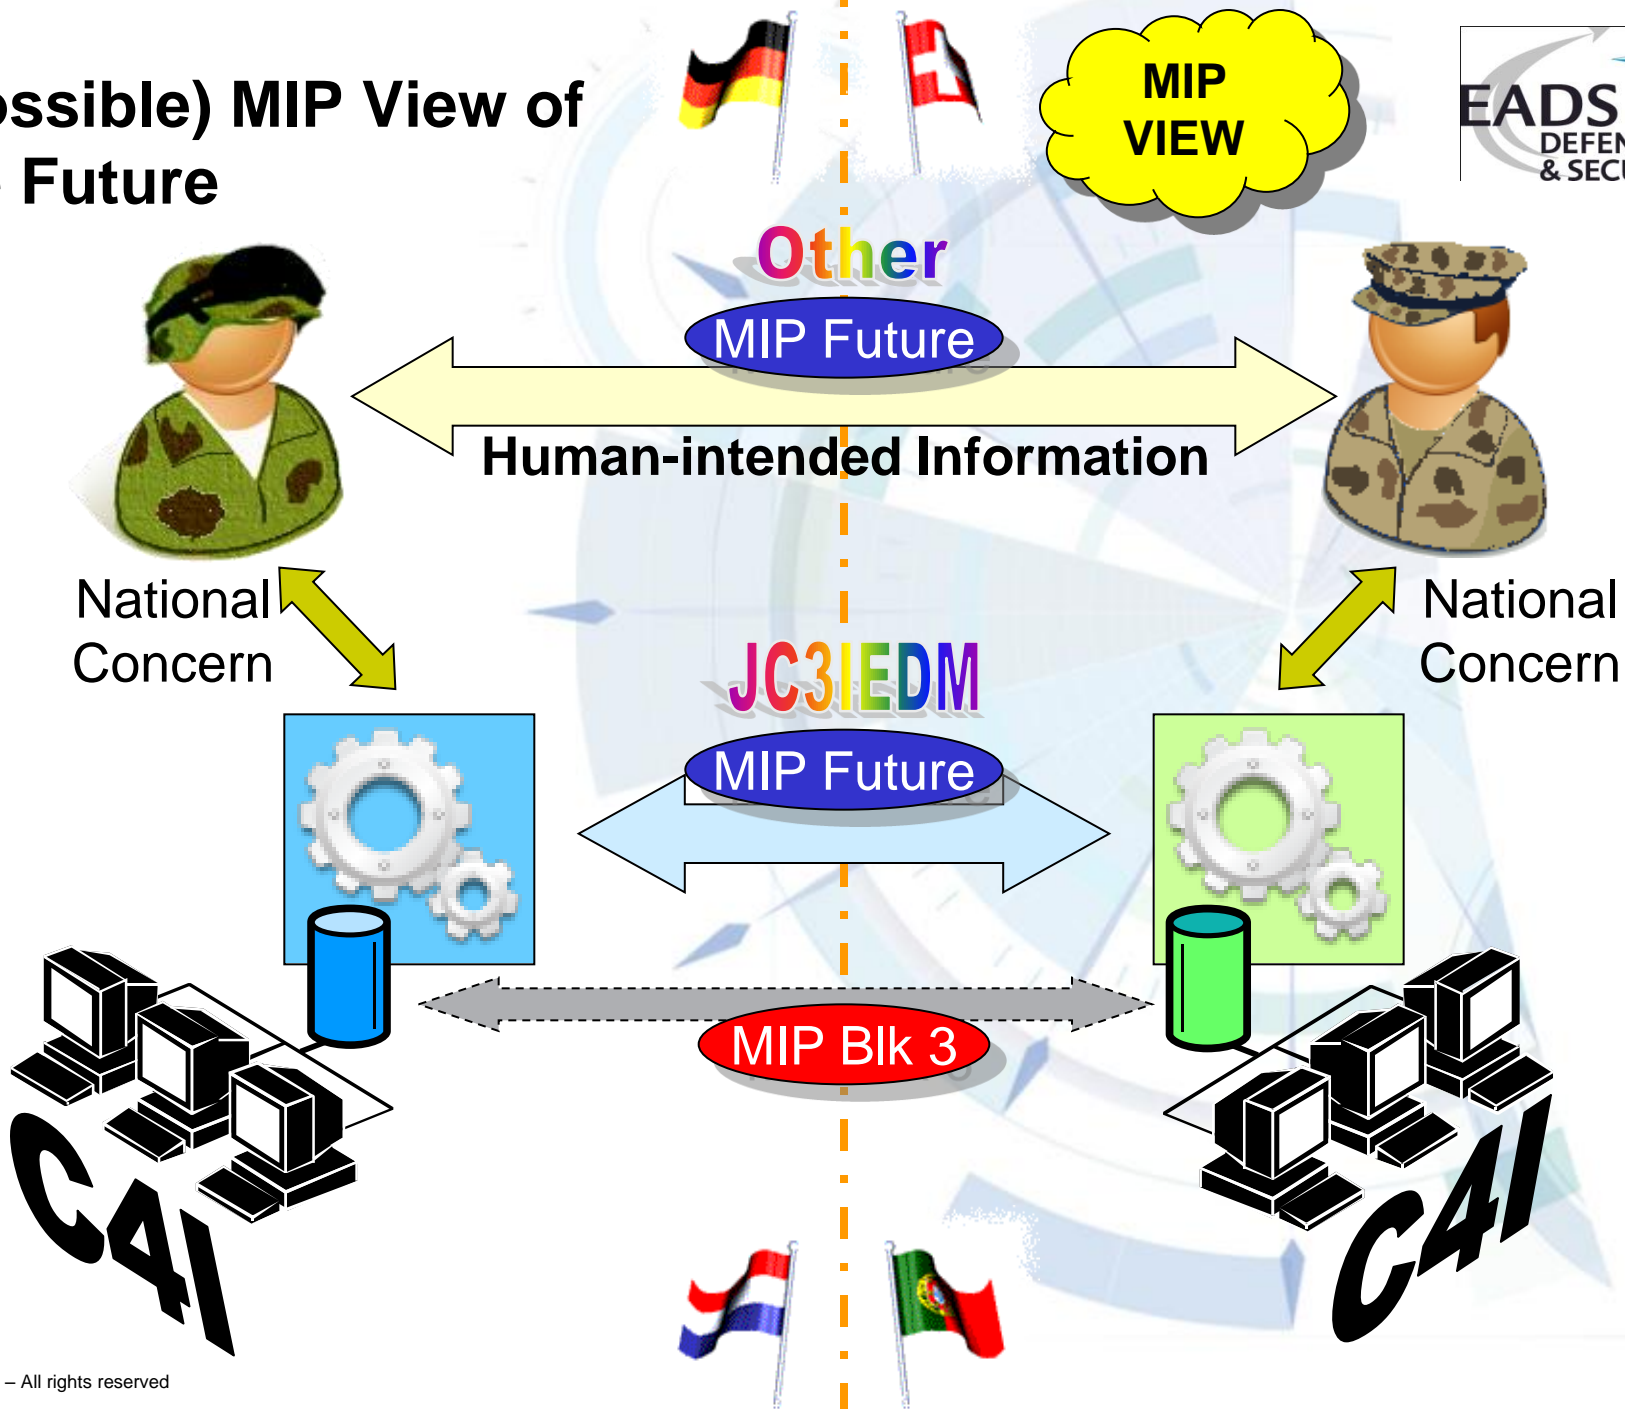 ossible) MIP View of
Future
MIP
VIEW
EADS
DEFEN
& SECU
Other
MIP Future
Human-intended Information
National
Concern
National
Concern
JC3IEDM
MIP Future
MIP Blk 3
C4I
C4I
– All rights reserved